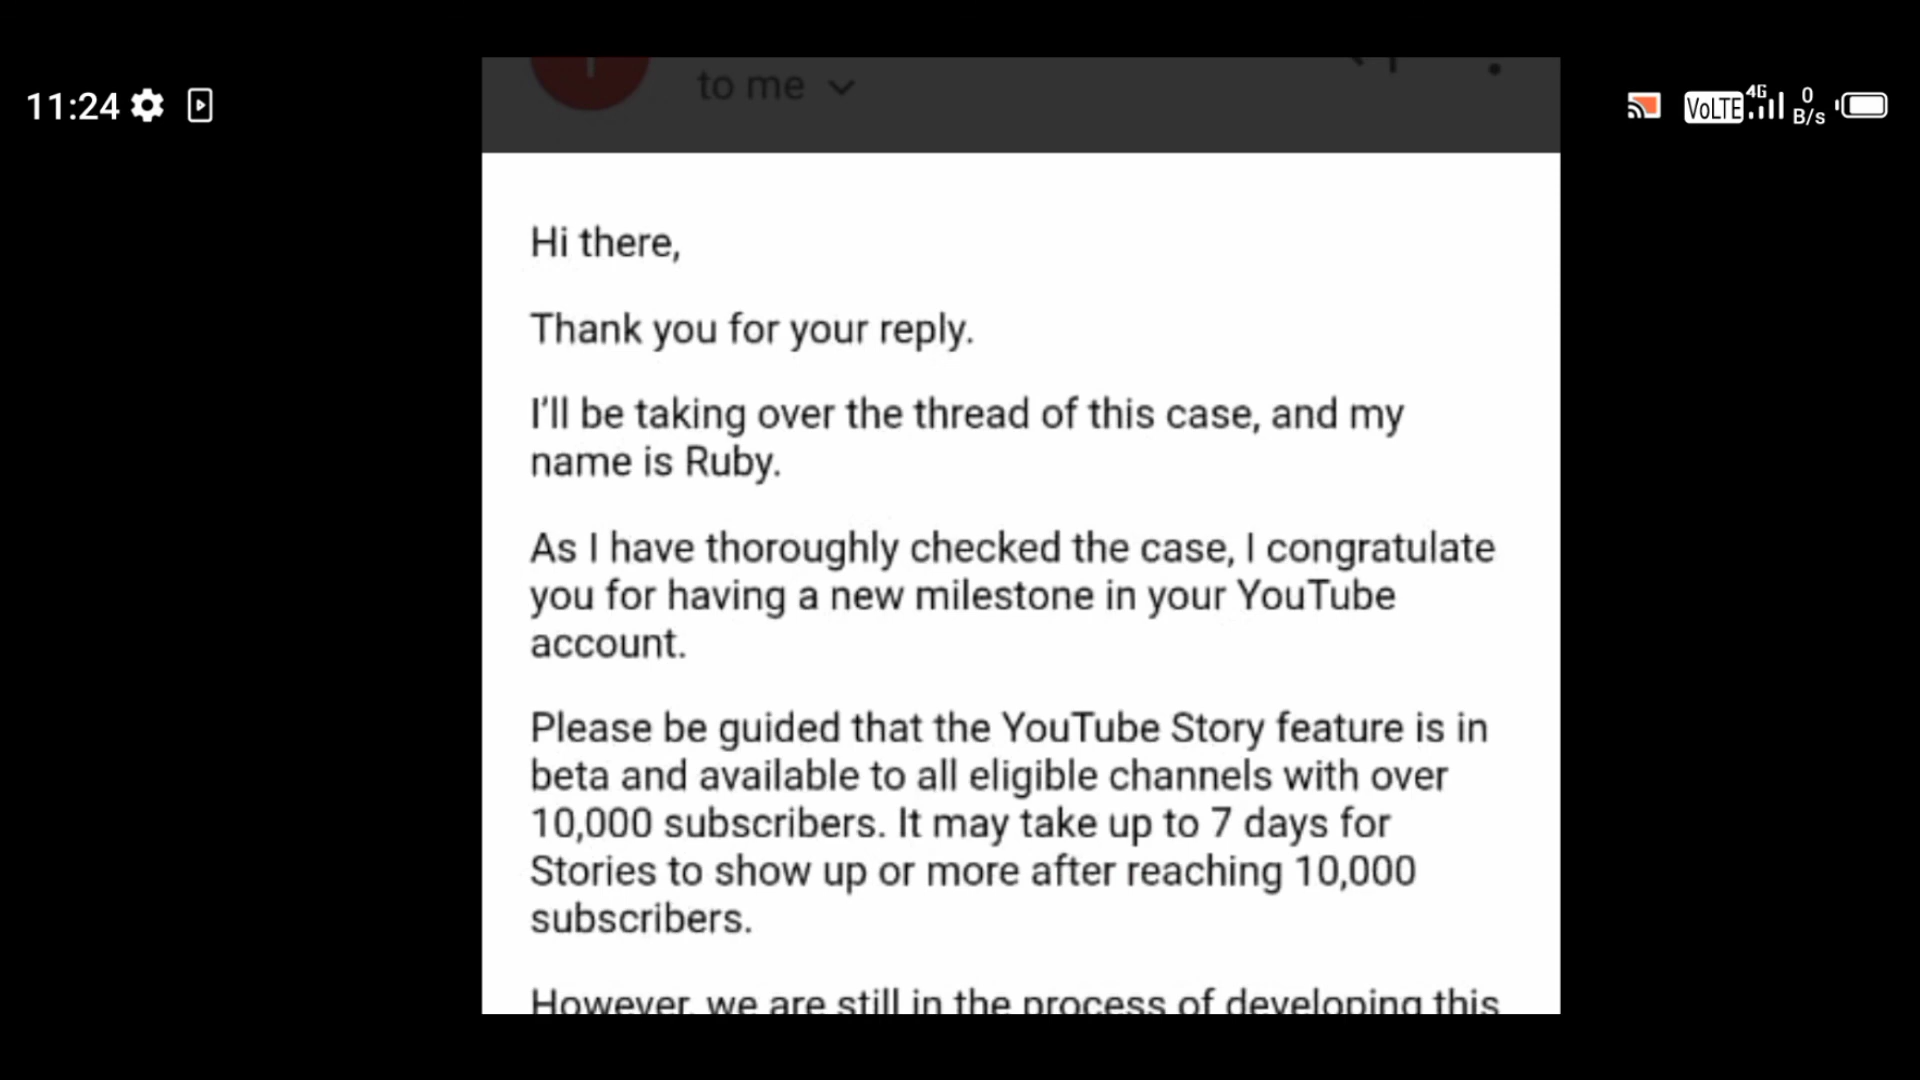 11:24
VoLTE 4G 0 B/s
to me
Hi there,
Thank you for your reply.
I'll be taking over the thread of this case, and my
name is Ruby.
As I have thoroughly checked the case, I congratulate
you for having a new milestone in your YouTube
account.
Please be guided that the YouTube Story feature is in
beta and available to all eligible channels with over
10,000 subscribers. It may take up to 7 days for
Stories to show up or more after reaching 10,000
subscribers.
However, we are still in the process of developing this